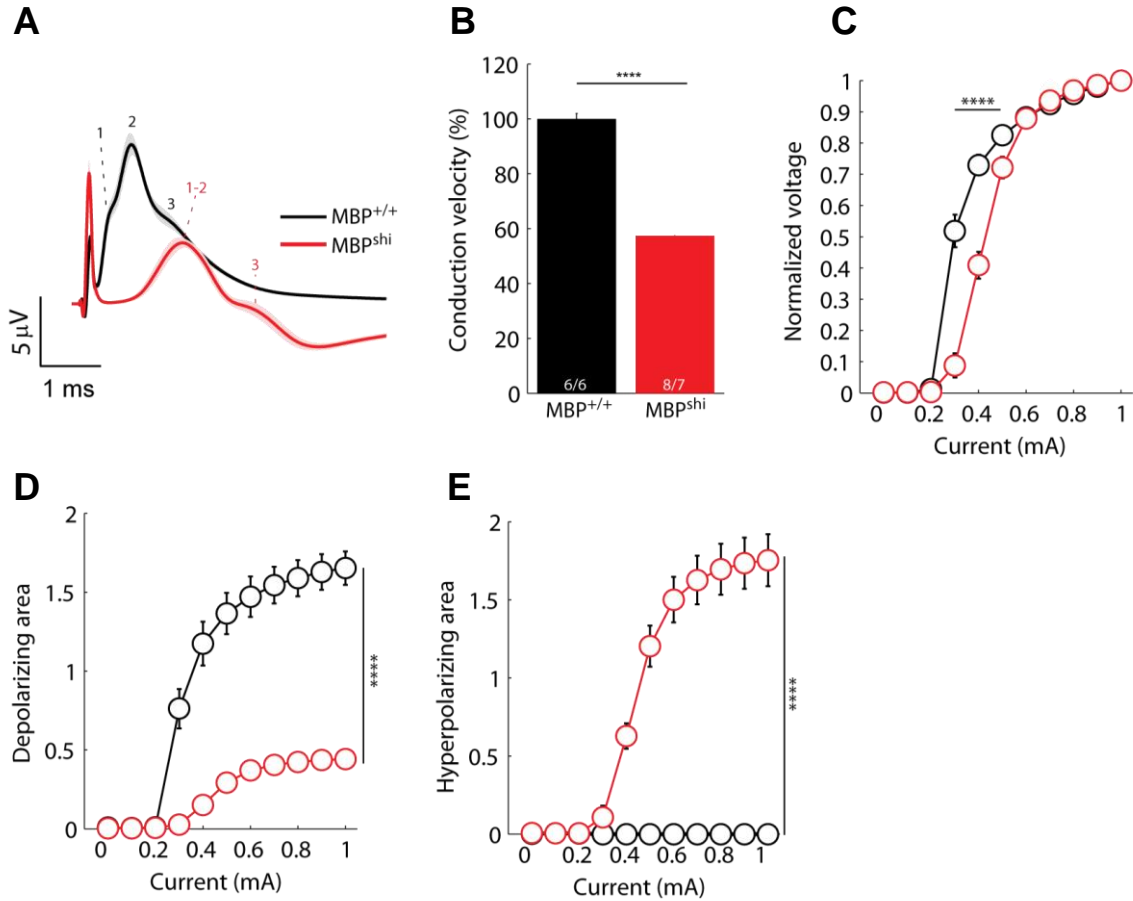 A
1
2
3
1-2
3
MBP+/+
MBPshi
5 μV
1 ms
B
120
100
80
60
40
20
0
Conduction velocity (%)
****
6/6
8/7
MBP+/+
MBPshi
C
1
0.9
0.8
0.7
0.6
0.5
0.4
0.3
0.2
0.1
0
Normalized voltage
****
0 0.2 0.4 0.6 0.8 1
Current (mA)
D
2
1.5
1
0.5
0
Depolarizing area
****
0 0.2 0.4 0.6 0.8 1
Current (mA)
E
2
1.5
1
0.5
0
Hyperpolarizing area
****
0 0.2 0.4 0.6 0.8 1
Current (mA)